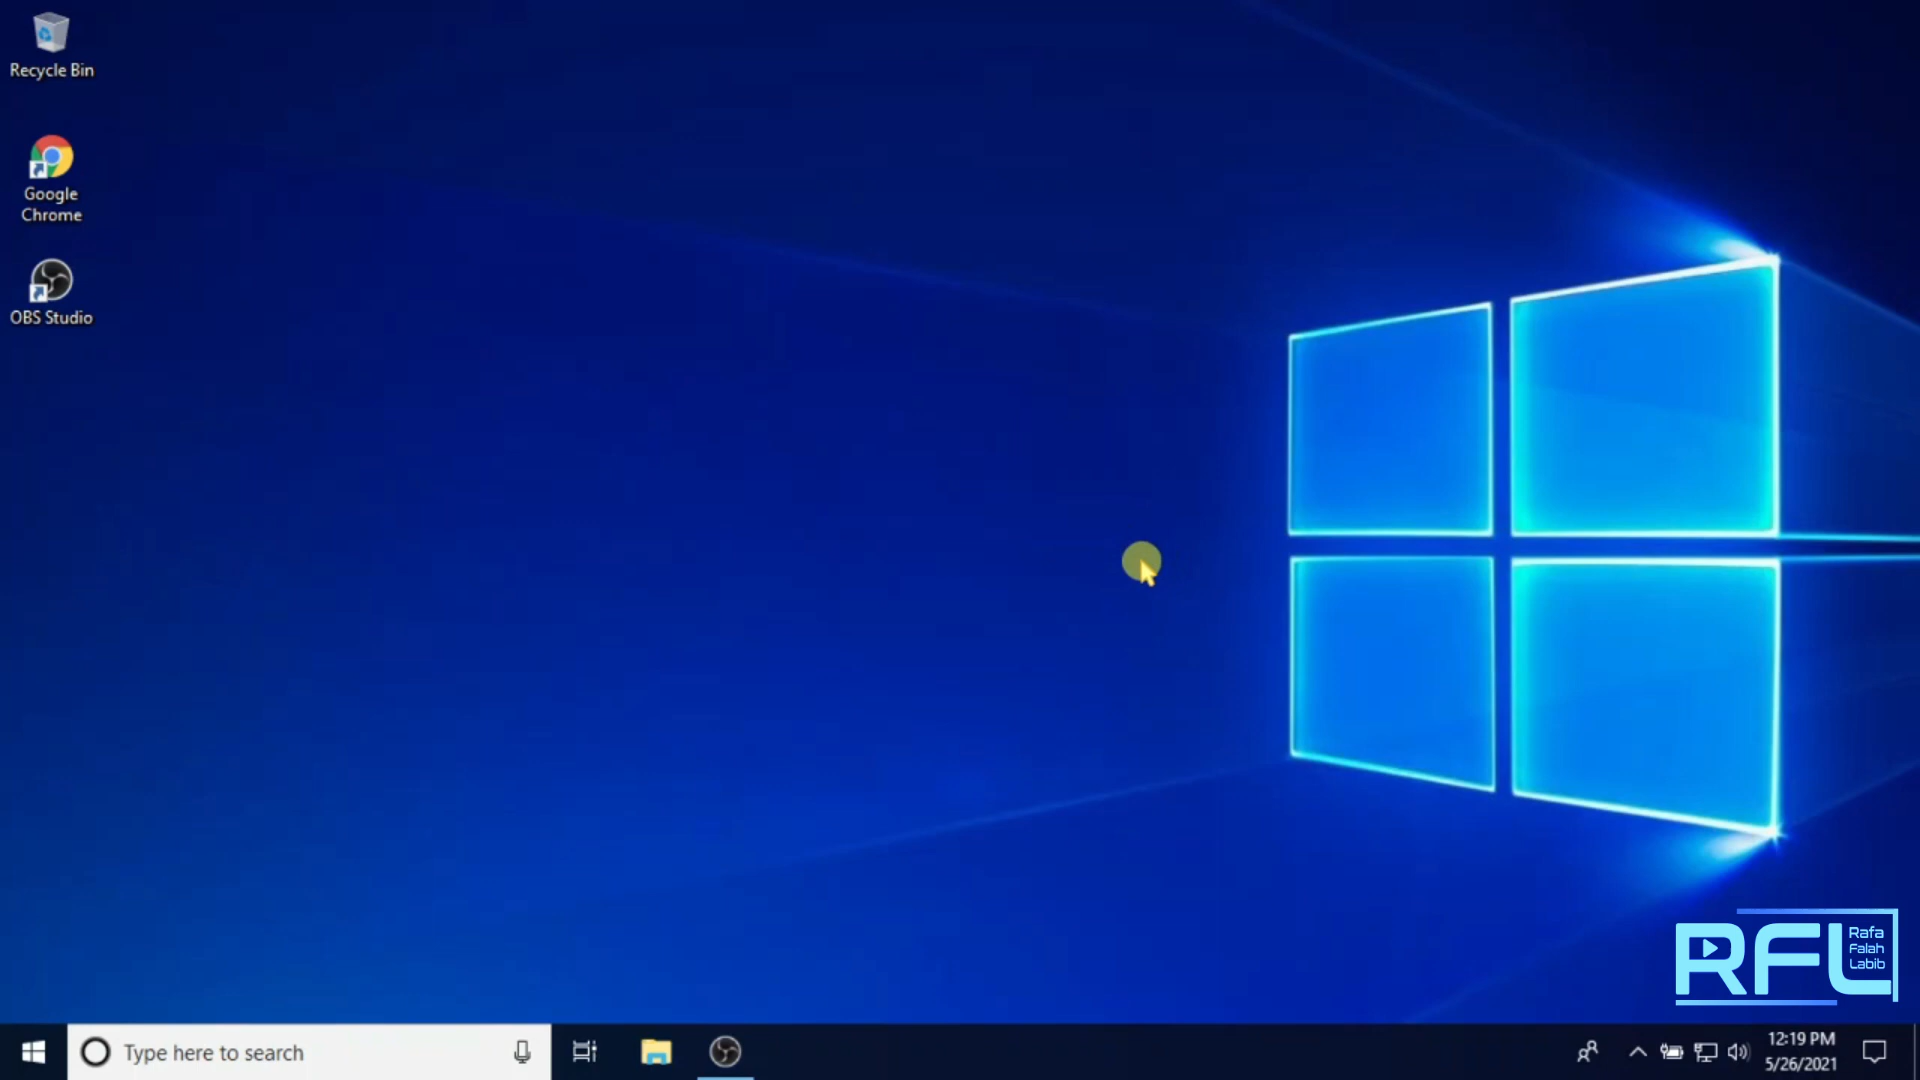 Recycle Bin
Google
Chrome
OBS Studio
RFL
Rafa
Falah
Labib
Type here to search
12:19 PM
5/26/2021